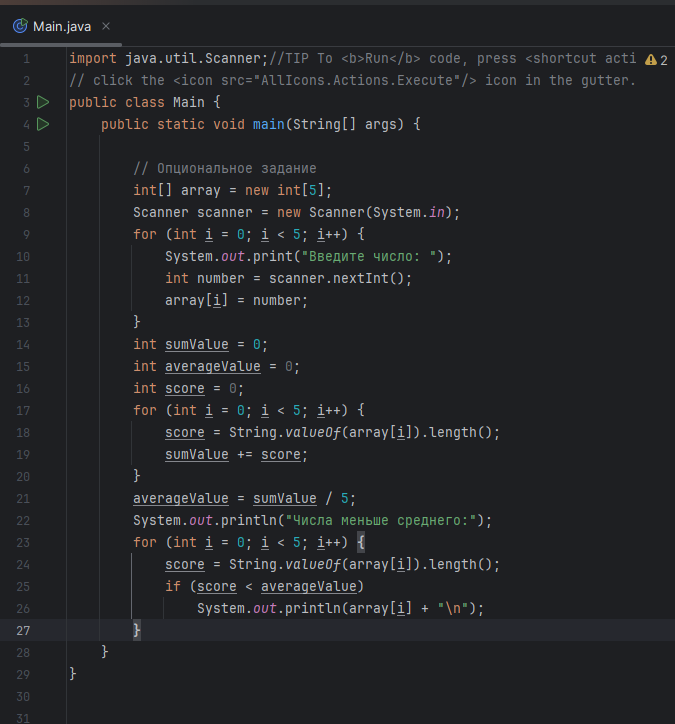 Main.java ×
1 import java.util.Scanner;//TIP To <b>Run</b> code, press <shortcut acti 2
2 // click the <icon src="AllIcons.Actions.Execute"/> icon in the gutter.
3 public class Main {
4 public static void main(String[] args) {
5
6 // Опциональное задание
7 int[] array = new int[5];
8 Scanner scanner = new Scanner(System.in);
9 for (int i = 0; i < 5; i++) {
10 System.out.print("Введите число: ");
11 int number = scanner.nextInt();
12 array[i] = number;
13 }
14 int sumValue = 0;
15 int averageValue = 0;
16 int score = 0;
17 for (int i = 0; i < 5; i++) {
18 score = String.valueOf(array[i]).length();
19 sumValue += score;
20 }
21 averageValue = sumValue / 5;
22 System.out.println("Числа меньше среднего:");
23 for (int i = 0; i < 5; i++) {
24 score = String.valueOf(array[i]).length();
25 if (score < averageValue)
26 System.out.println(array[i] + "\n");
27 }
28 }
29 }
30
31